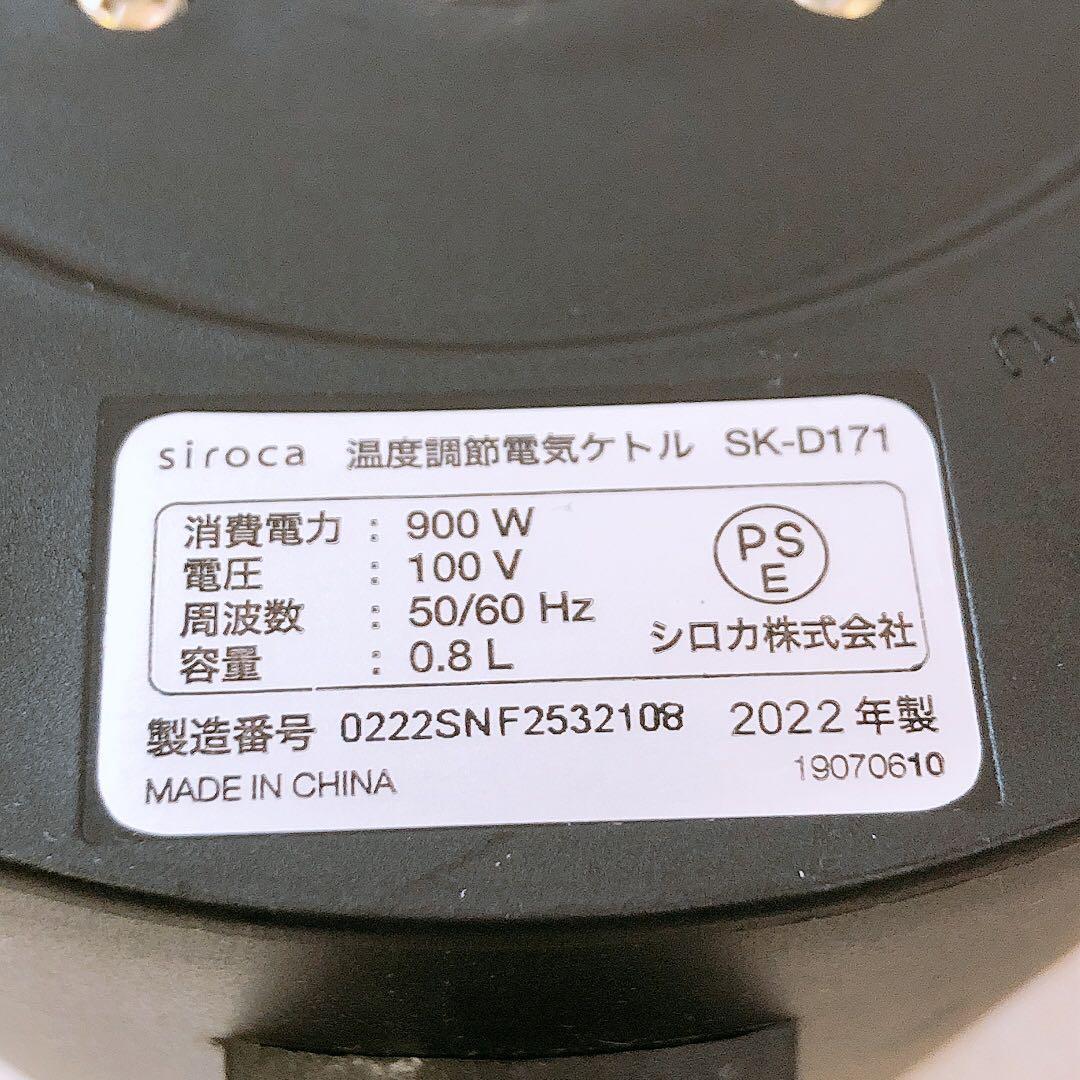 siroca 温度調節電気ケトル SK-D171
消費電力 : 900 W
電圧 : 100 V
周波数 : 50/60 Hz
容量 : 0.8 L
PS
E
シロカ株式会社
製造番号 0222SNF2532108 2022年製
MADE IN CHINA 19070610